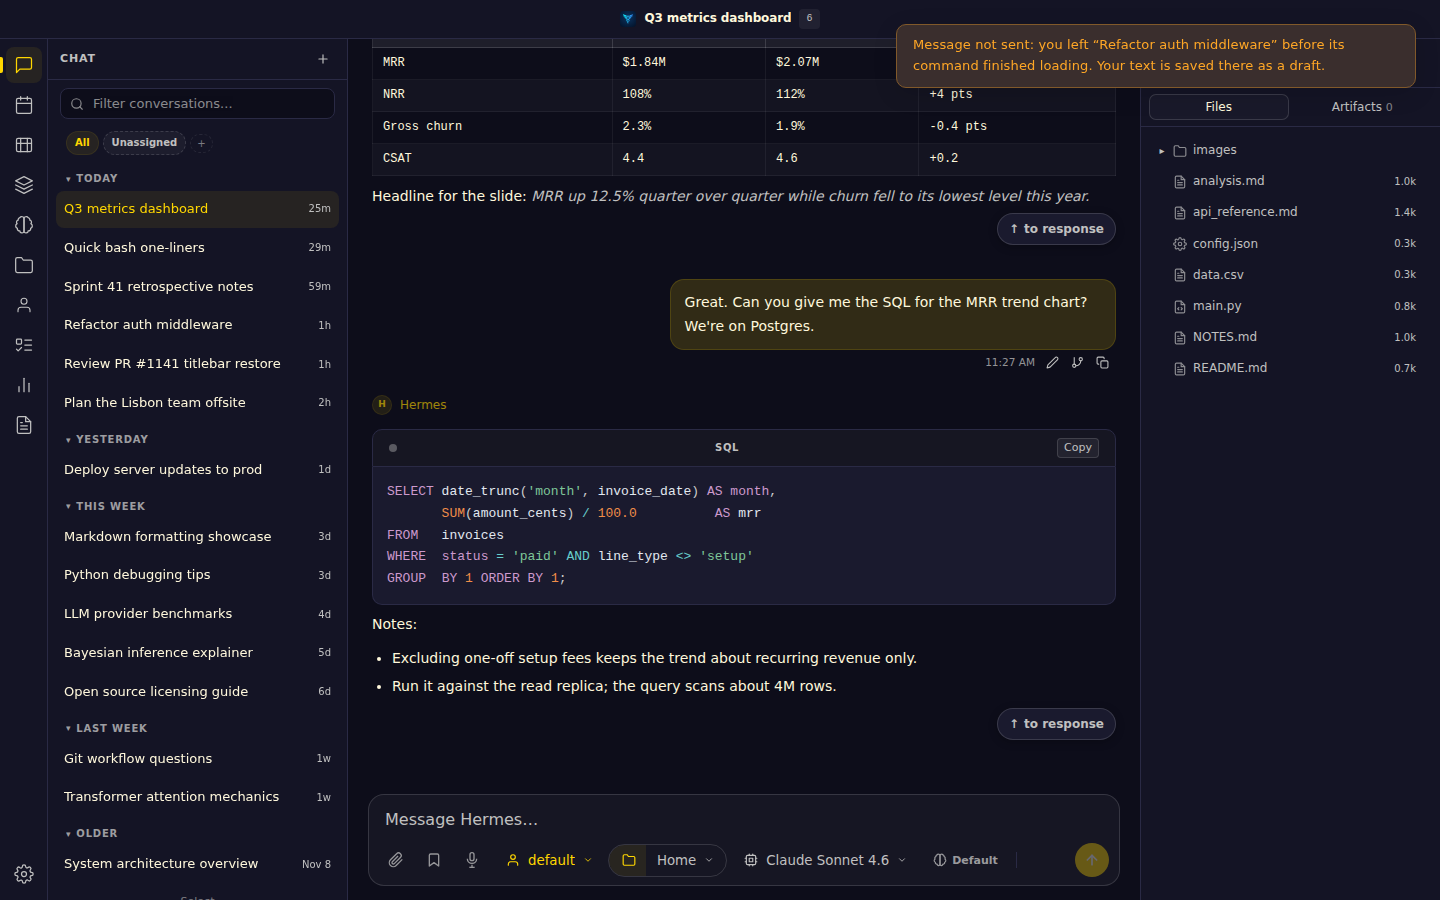 Q3 metrics dashboard 6
Message not sent: you left “Refactor auth middleware” before its
command finished loading. Your text is saved there as a draft.
CHAT
Filter conversations...
All Unassigned +
TODAY
Q3 metrics dashboard 25m
Quick bash one-liners 29m
Sprint 41 retrospective notes 59m
Refactor auth middleware 1h
Review PR #1141 titlebar restore 1h
Plan the Lisbon team offsite 2h
YESTERDAY
Deploy server updates to prod 1d
THIS WEEK
Markdown formatting showcase 3d
Python debugging tips 3d
LLM provider benchmarks 4d
Bayesian inference explainer 5d
Open source licensing guide 6d
LAST WEEK
Git workflow questions 1w
Transformer attention mechanics 1w
OLDER
System architecture overview Nov 8
MRR $1.84M $2.07M
NRR 108% 112% +4 pts
Gross churn 2.3% 1.9% -0.4 pts
CSAT 4.4 4.6 +0.2
Headline for the slide: MRR up 12.5% quarter over quarter while churn fell to its lowest level this year.
↑ to response
Great. Can you give me the SQL for the MRR trend chart?
We're on Postgres.
11:27 AM
H Hermes
SQL Copy
SELECT date_trunc('month', invoice_date) AS month,
SUM(amount_cents) / 100.0 AS mrr
FROM invoices
WHERE status = 'paid' AND line_type <> 'setup'
GROUP BY 1 ORDER BY 1;
Notes:
• Excluding one-off setup fees keeps the trend about recurring revenue only.
• Run it against the read replica; the query scans about 4M rows.
↑ to response
Message Hermes...
default Home Claude Sonnet 4.6 Default
Files Artifacts 0
images
analysis.md 1.0k
api_reference.md 1.4k
config.json 0.3k
data.csv 0.3k
main.py 0.8k
NOTES.md 1.0k
README.md 0.7k